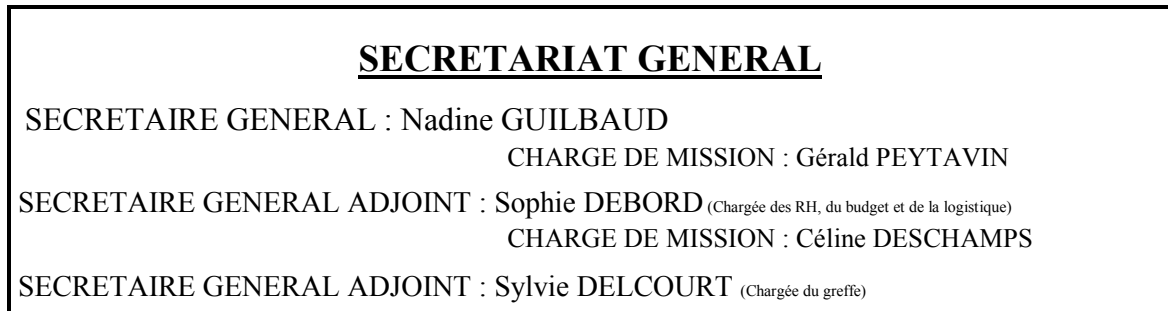 SECRETARIAT GENERAL
SECRETAIRE GENERAL : Nadine GUILBAUD
CHARGE DE MISSION : Gérald PEYTAVIN
SECRETAIRE GENERAL ADJOINT : Sophie DEBORD (Chargée des RH, du budget et de la logistique)
CHARGE DE MISSION : Céline DESCHAMPS
SECRETAIRE GENERAL ADJOINT : Sylvie DELCOURT (Chargée du greffe)